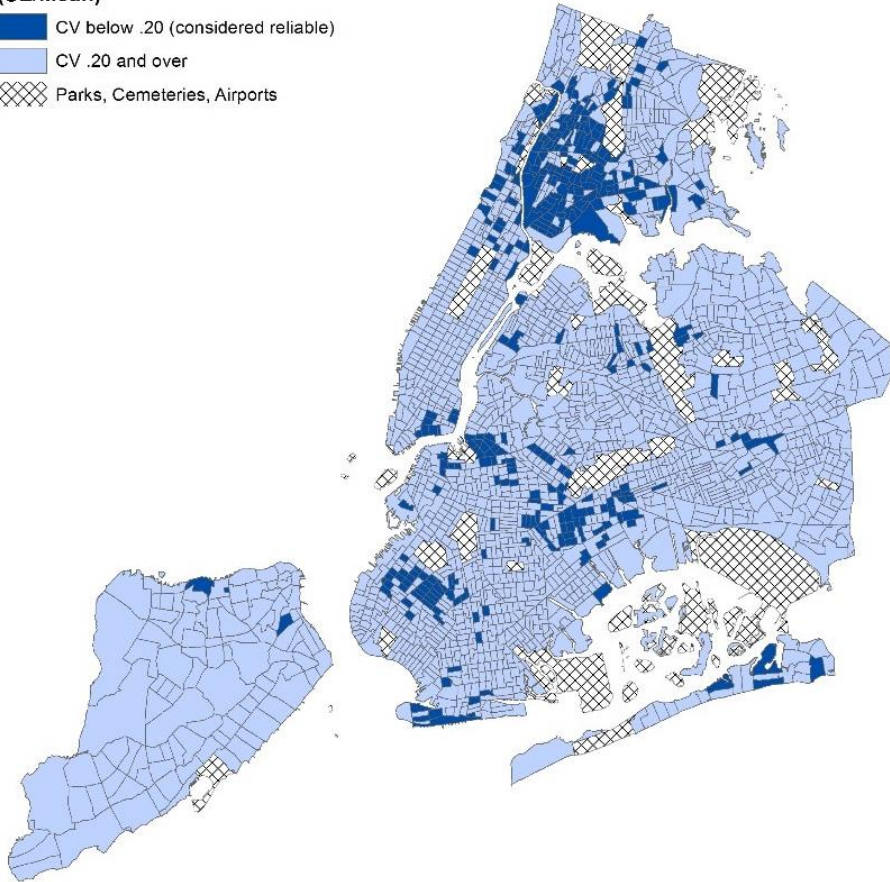 CV below .20 (considered reliable)
CV .20 and over
Parks, Cemeteries, Airports